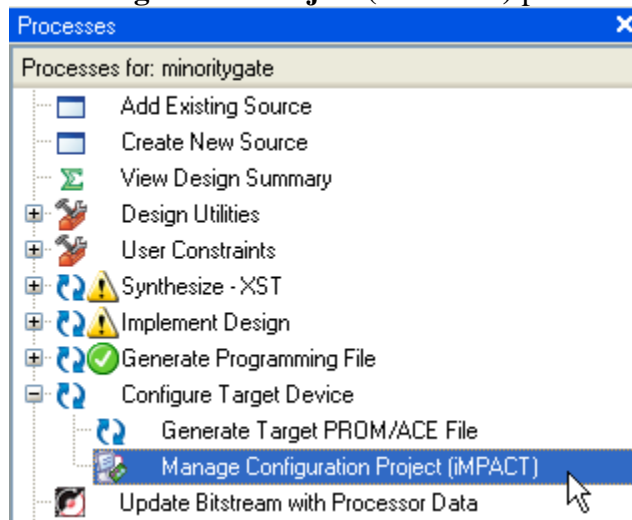 Processes
Processes for: minoritygate
Add Existing Source
Create New Source
View Design Summary
Design Utilities
User Constraints
Synthesize - XST
Implement Design
Generate Programming File
Configure Target Device
Generate Target PROM/ACE File
Manage Configuration Project (iMPACT)
Update Bitstream with Processor Data